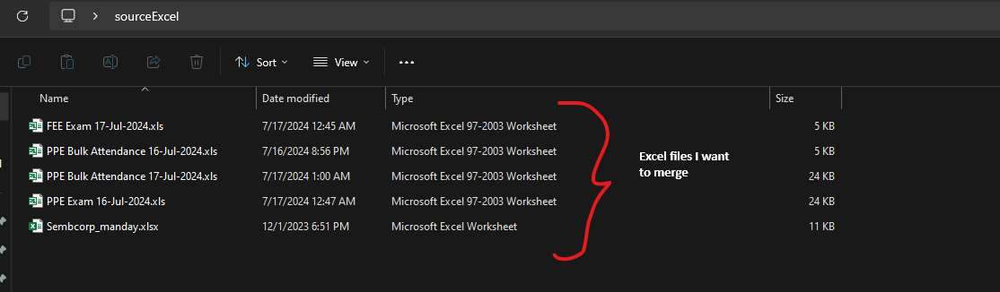 sourceExcel
Sort
View
Name Date modified Type Size
FEE Exam 17-Jul-2024.xls 7/17/2024 12:45 AM Microsoft Excel 97-2003 Worksheet 5 KB
PPE Bulk Attendance 16-Jul-2024.xls 7/16/2024 8:56 PM Microsoft Excel 97-2003 Worksheet 5 KB
PPE Bulk Attendance 17-Jul-2024.xls 7/17/2024 1:00 AM Microsoft Excel 97-2003 Worksheet 24 KB
PPE Exam 16-Jul-2024.xls 7/17/2024 12:47 AM Microsoft Excel 97-2003 Worksheet 24 KB
Sembcorp_manday.xlsx 12/1/2023 6:51 PM Microsoft Excel Worksheet 11 KB
Excel files I want
to merge